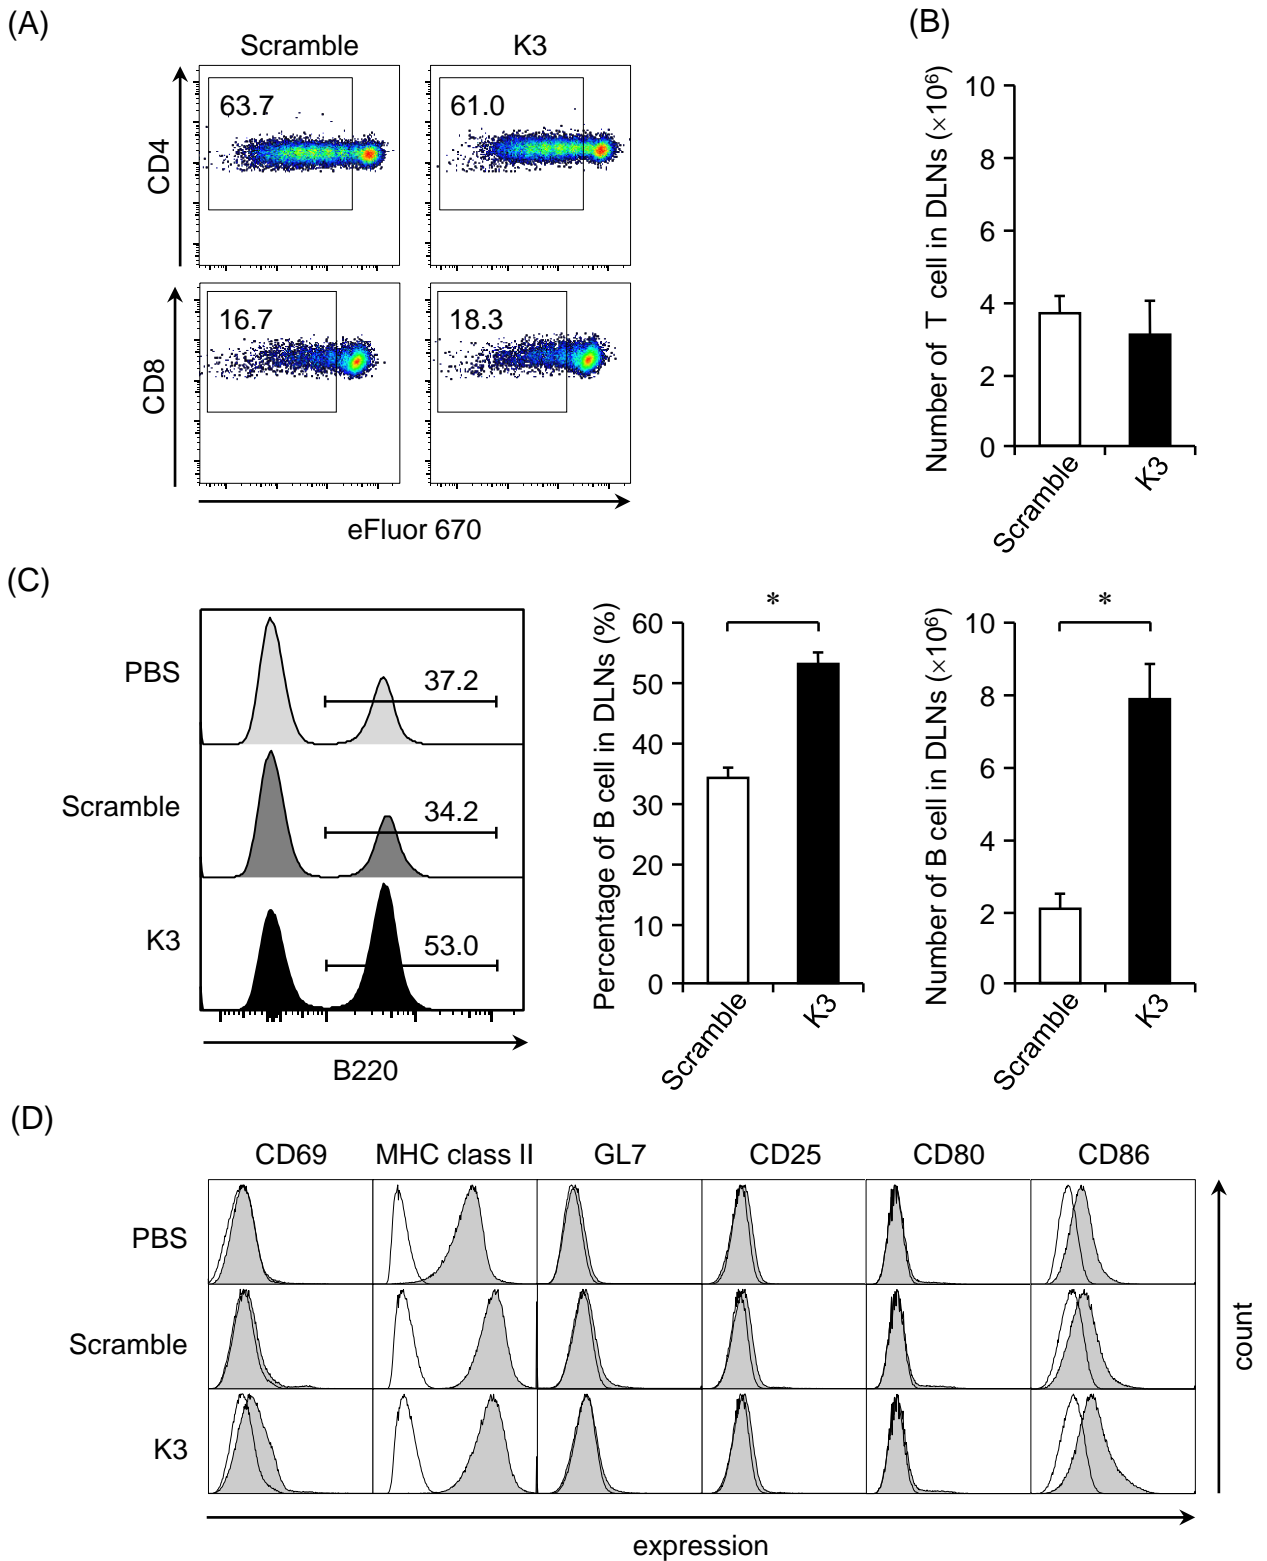 (A)
Scramble
K3
63.7
61.0
CD4
16.7
18.3
CD8
eFluor 670
(B)
Number of T cell in DLNs (×10⁶)
10
8
6
4
2
0
Scramble
K3
(C)
PBS
37.2
Scramble
34.2
K3
53.0
B220
Percentage of B cell in DLNs (%)
60
50
40
30
20
10
0
*
Scramble
K3
Number of B cell in DLNs (×10⁶)
10
8
6
4
2
0
*
Scramble
K3
(D)
CD69 MHC class II GL7 CD25 CD80 CD86
PBS
Scramble
K3
count
expression